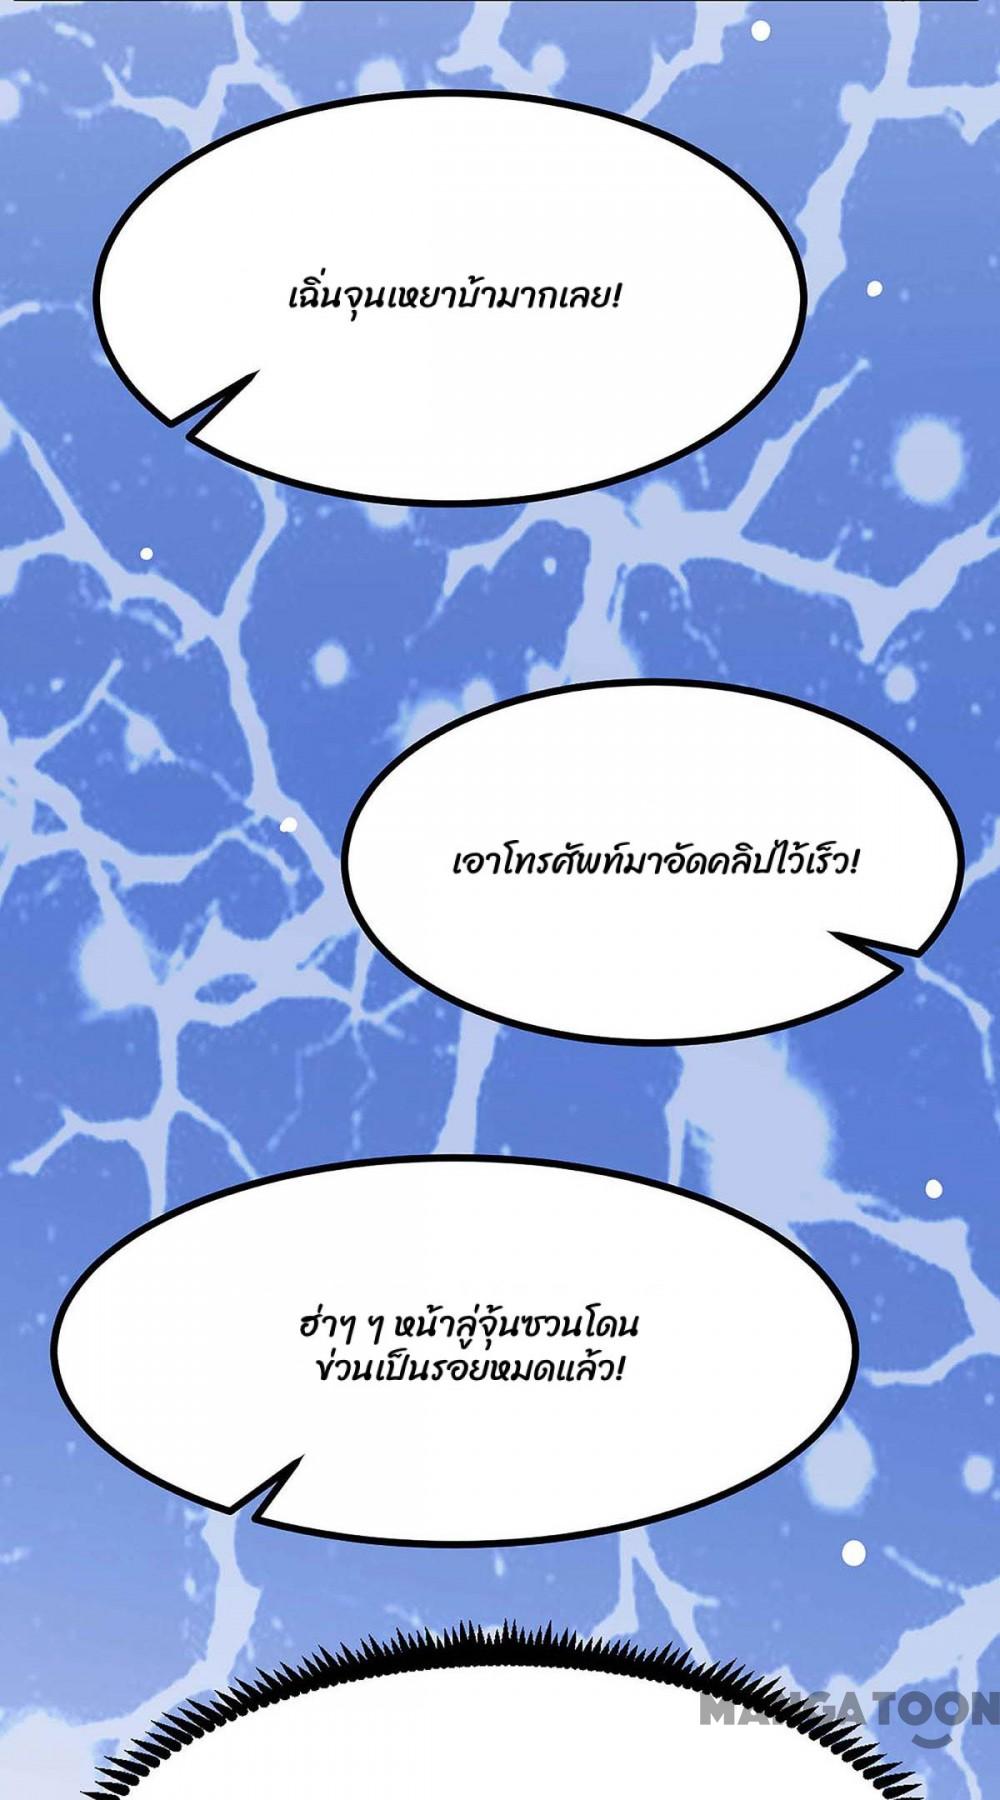 เฉิ่นจุนเหยาบ้ามากเลย!
เอาโทรศัพท์มาอัดคลิปไว้เร็ว!
ฮ่าๆ ๆ หน้าลู่จุ้นซวนโดน
ข่วนเป็นรอยหมดแล้ว!
MANGATOON